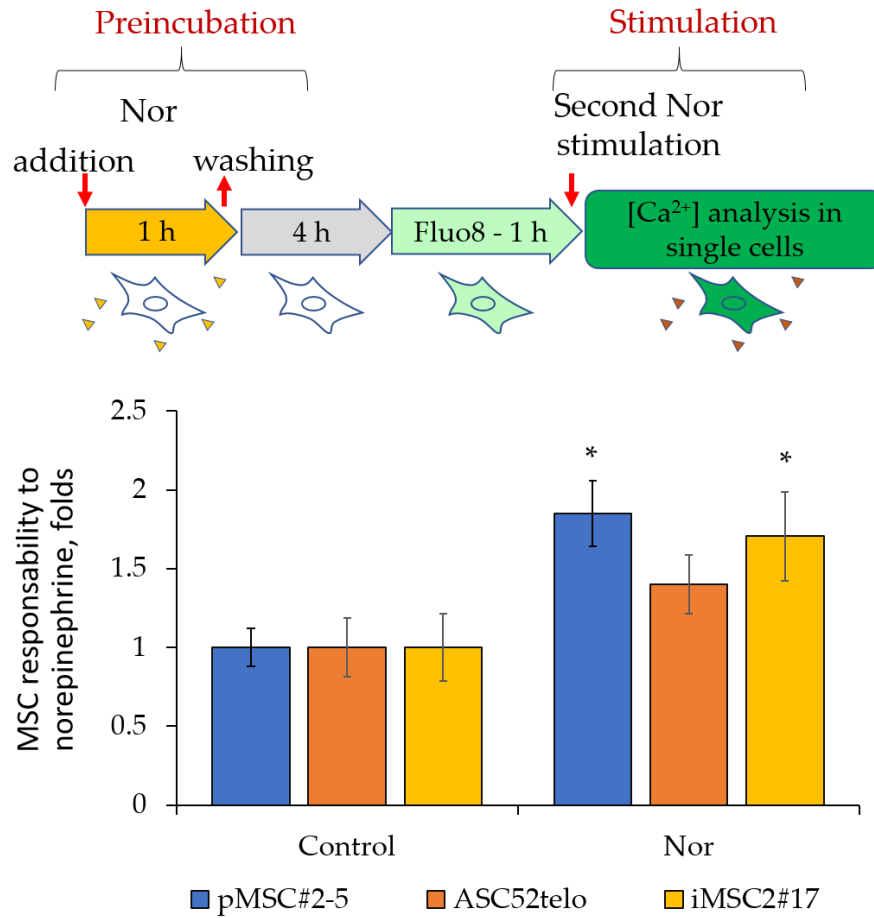 Preincubation
Stimulation
Nor
addition
washing
Second Nor
stimulation
1 h
4 h
Fluo8 - 1 h
[Ca²⁺] analysis in
single cells
MSC responsability to
norepinephrine, folds
2.5
2
1.5
1
0.5
0
*
*
Control
Nor
pMSC#2-5
ASC52telo
iMSC2#17